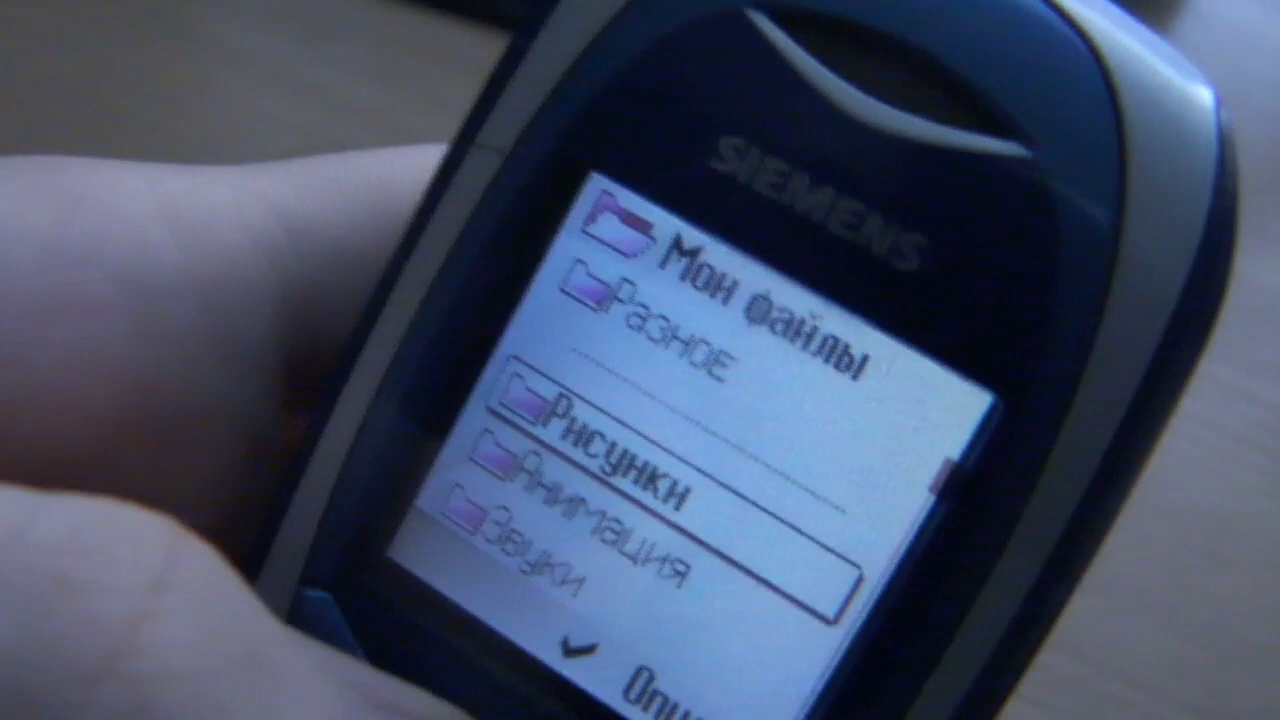 SIEMENS
Мои файлы
Разное
Рисунки
Анимация
Звуки